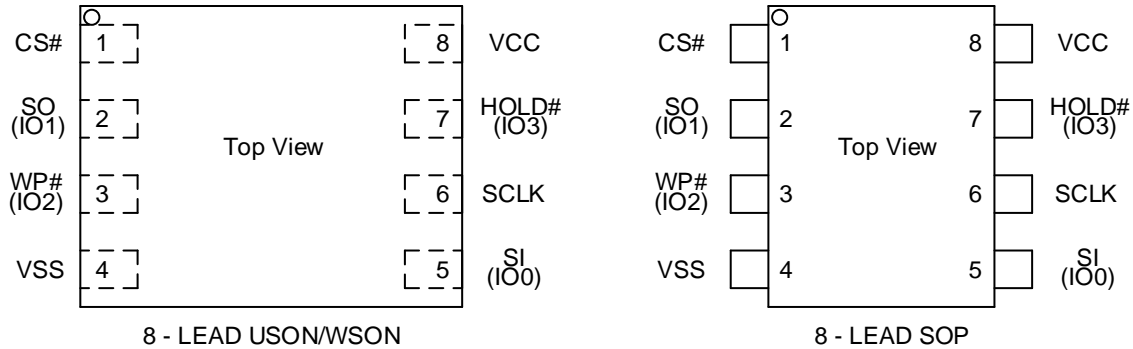 CS#
1
8
VCC
SO
(IO1)
2
7
HOLD#
(IO3)
Top View
WP#
(IO2)
3
6
SCLK
VSS
4
5
SI
(IO0)
8 - LEAD USON/WSON
CS#
1
8
VCC
SO
(IO1)
2
7
HOLD#
(IO3)
Top View
WP#
(IO2)
3
6
SCLK
VSS
4
5
SI
(IO0)
8 - LEAD SOP